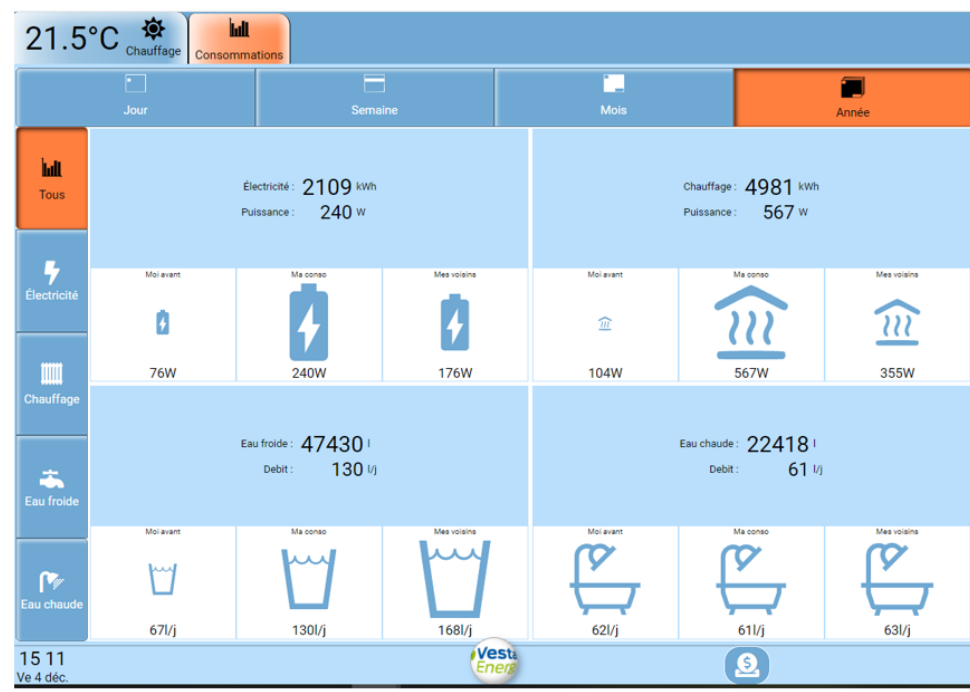 21.5°C Chauffage Consommations
Jour Semaine Mois Année
Tous
Électricité : 2109 kWh
Puissance : 240 W
Chauffage : 4981 kWh
Puissance : 567 W
Électricité
Moi avant Ma conso Mes voisins Moi avant Ma conso Mes voisins
76W 240W 176W 104W 567W 355W
Chauffage
Eau froide : 47430 l
Debit : 130 l/j
Eau chaude : 22418 l
Debit : 61 l/j
Eau froide
Moi avant Ma conso Mes voisins Moi avant Ma conso Mes voisins
Eau chaude
67l/j 130l/j 168l/j 62l/j 61l/j 63l/j
15 11
Ve 4 déc.
Vesta
Energ